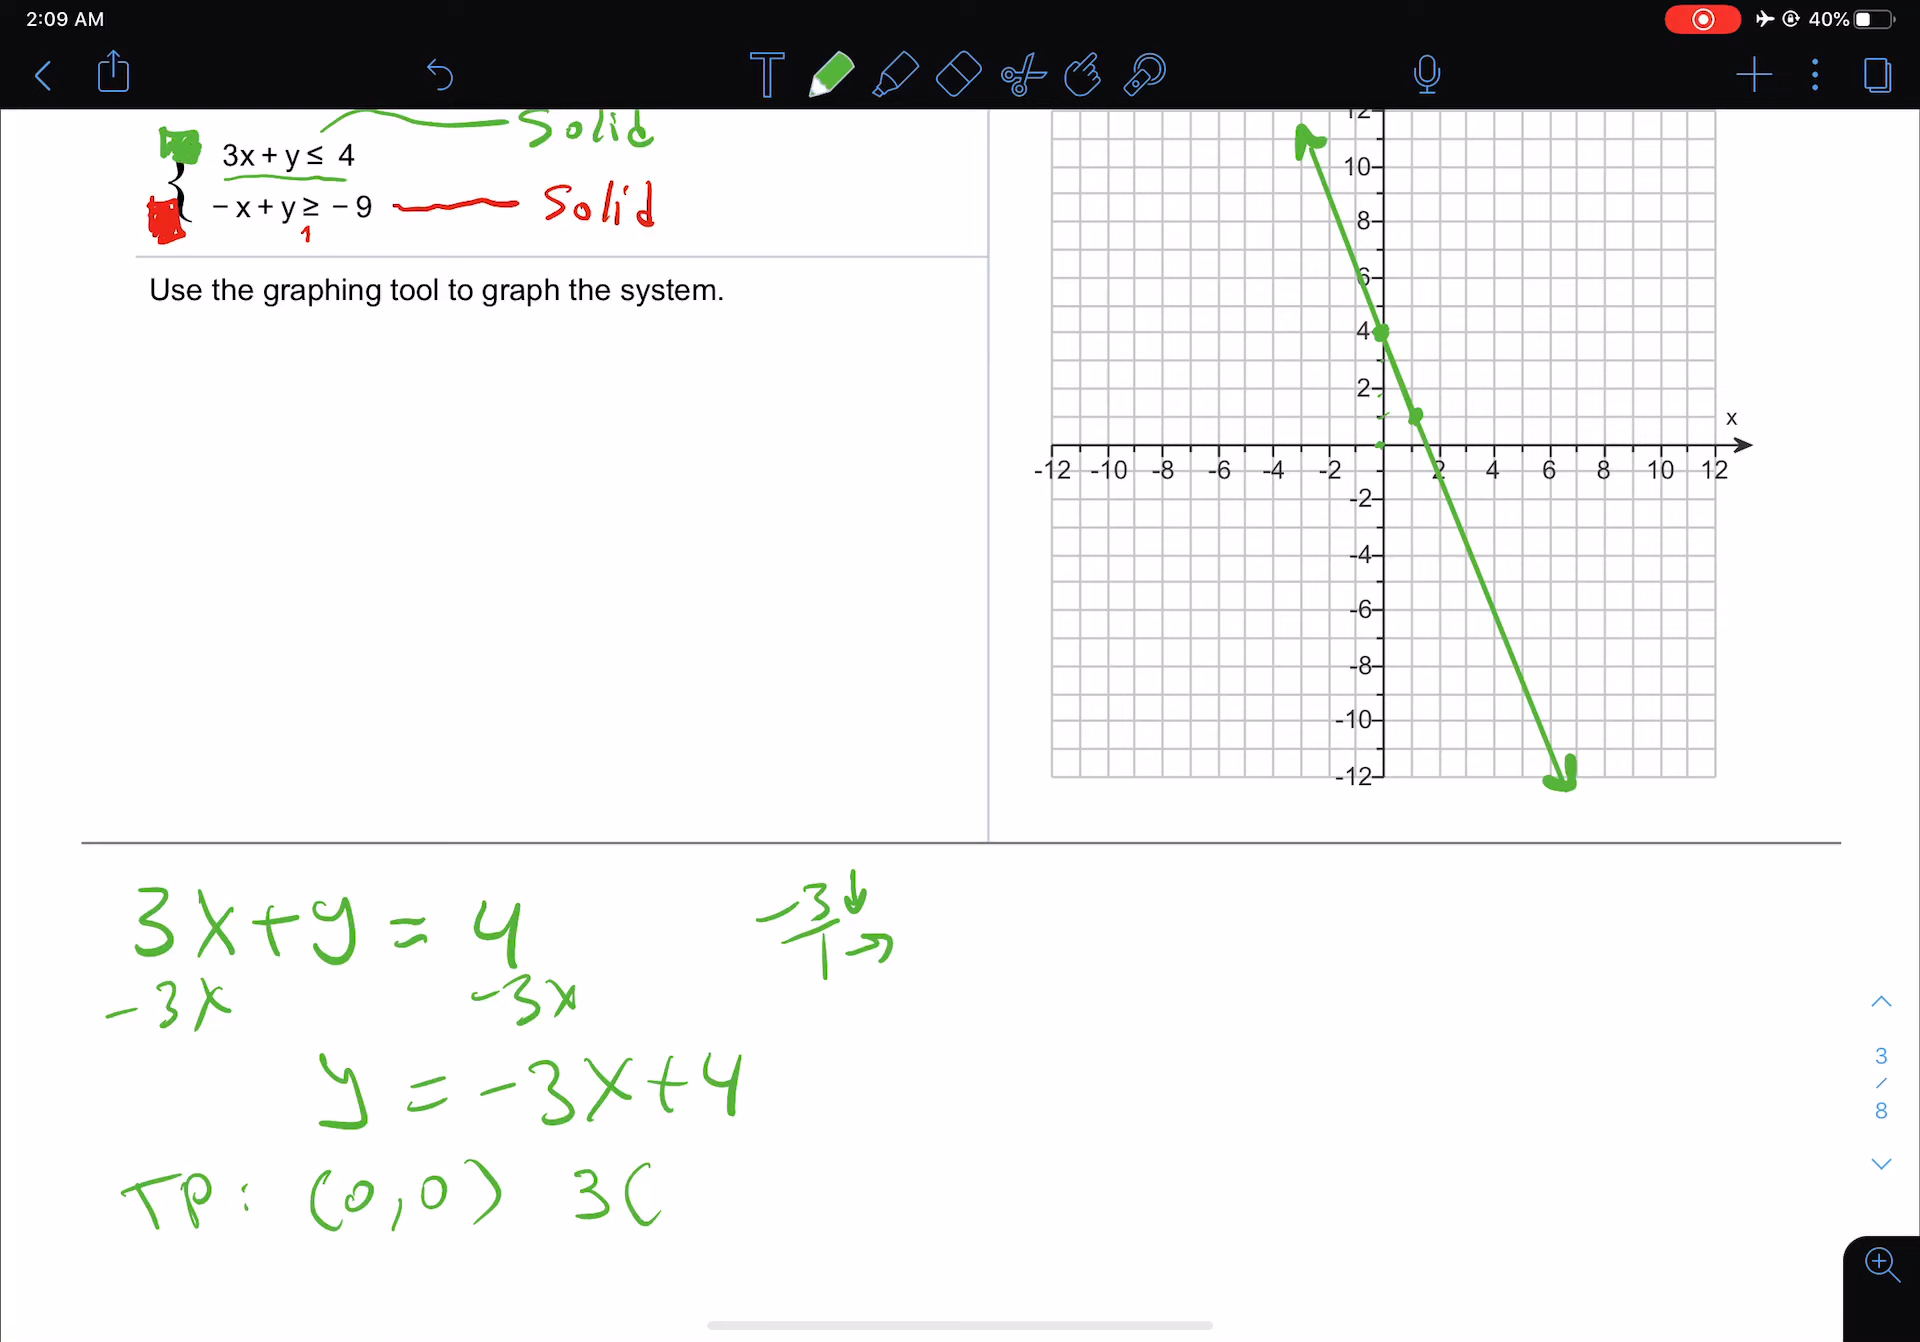 2:09 AM
40%
T
Solid
3x + y ≤ 4
- x + y ≥ - 9
Solid
1
Use the graphing tool to graph the system.
12
10
8
6
4
2
x
-12 -10 -8 -6 -4 -2 2 4 6 8 10 12
-2
-4
-6
-8
-10
-12
3x+y = 4
-3x -3x
-3
1
y = -3x+4
TP: (0,0) 3(
3
/
8